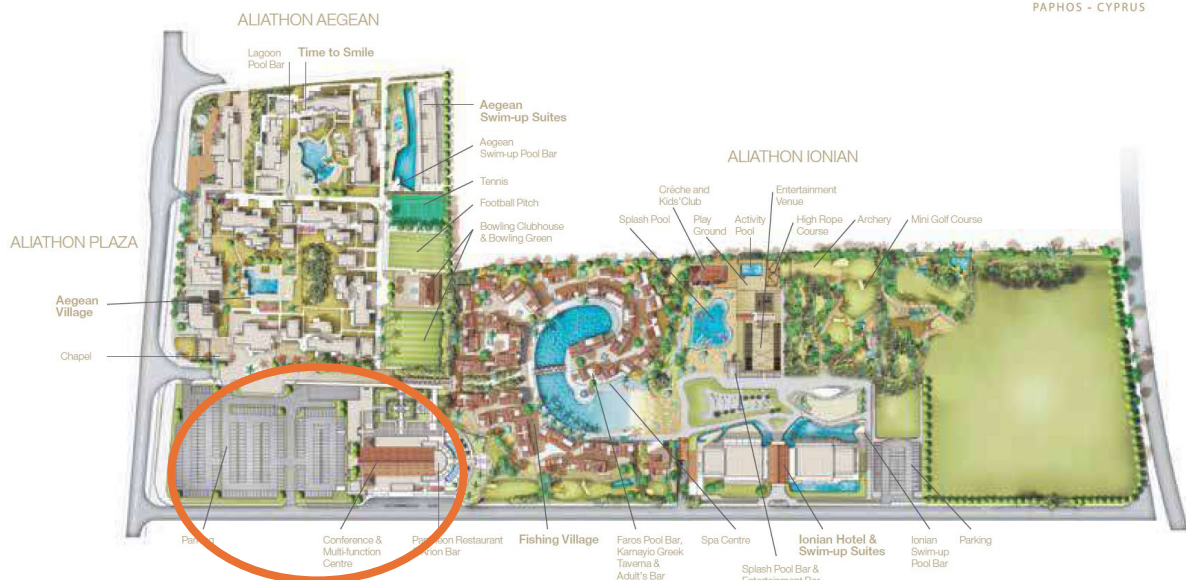 PAPHOS - CYPRUS
ALIATHON AEGEAN
Lagoon
Pool Bar
Time to Smile
Aegean
Swim-up Suites
Aegean
Swim-up Pool Bar
Tennis
Football Pitch
Bowling Clubhouse
& Bowling Green
ALIATHON PLAZA
Aegean
Village
Chapel
ALIATHON IONIAN
Crèche and
Kids'Club
Splash Pool
Play
Ground
Activity
Pool
Entertainment
Venue
High Rope
Course
Archery
Mini Golf Course
Parking
Conference &
Multi-function
Centre
Restaurant
Bar
Fishing Village
Faros Pool Bar,
Karnayio Greek
Taverna &
Adult's Bar
Spa Centre
Splash Pool Bar &
Entertainment Bar
Ionian Hotel &
Swim-up Suites
Ionian
Swim-up
Pool Bar
Parking